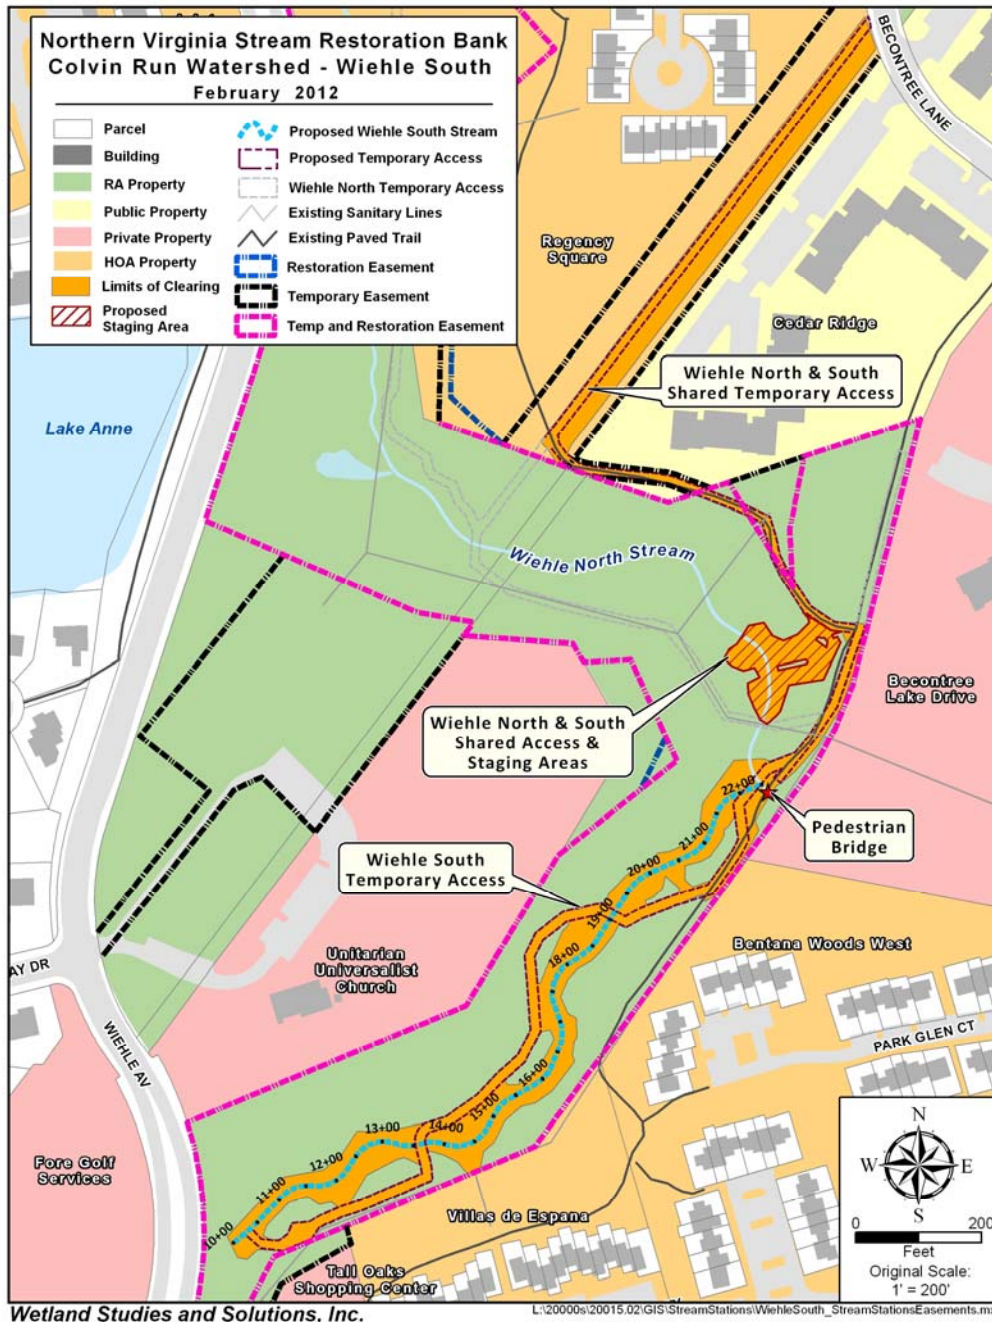 Northern Virginia Stream Restoration Bank
Colvin Run Watershed - Wiehle South
February 2012
Parcel
Building
RA Property
Public Property
Private Property
HOA Property
Limits of Clearing
Proposed
Staging Area
Proposed Wiehle South Stream
Proposed Temporary Access
Wiehle North Temporary Access
Existing Sanitary Lines
Existing Paved Trail
Restoration Easement
Temporary Easement
Temp and Restoration Easement
BECONTREE LANE
Regency
Square
Cedar Ridge
Wiehle North & South
Shared Temporary Access
Lake Anne
Wiehle North Stream
Becontree
Lake Drive
Wiehle North & South
Shared Access &
Staging Areas
Pedestrian
Bridge
Wiehle South
Temporary Access
22+00
21+00
20+00
19+00
18+00
16+00
15+00
14+00
13+00
12+00
11+00
10+00
Bentana Woods West
Unitarian
Universalist
Church
AY DR
WIEHLE AV
PARK GLEN CT
Fore Golf
Services
Villas de Espana
Tall Oaks
Shopping Center
N
W
E
S
0
200
Feet
Original Scale:
1' = 200'
Wetland Studies and Solutions, Inc.
L:\20000s\20015.02\GIS\StreamStations\WiehleSouth_StreamStationsEasements.mx